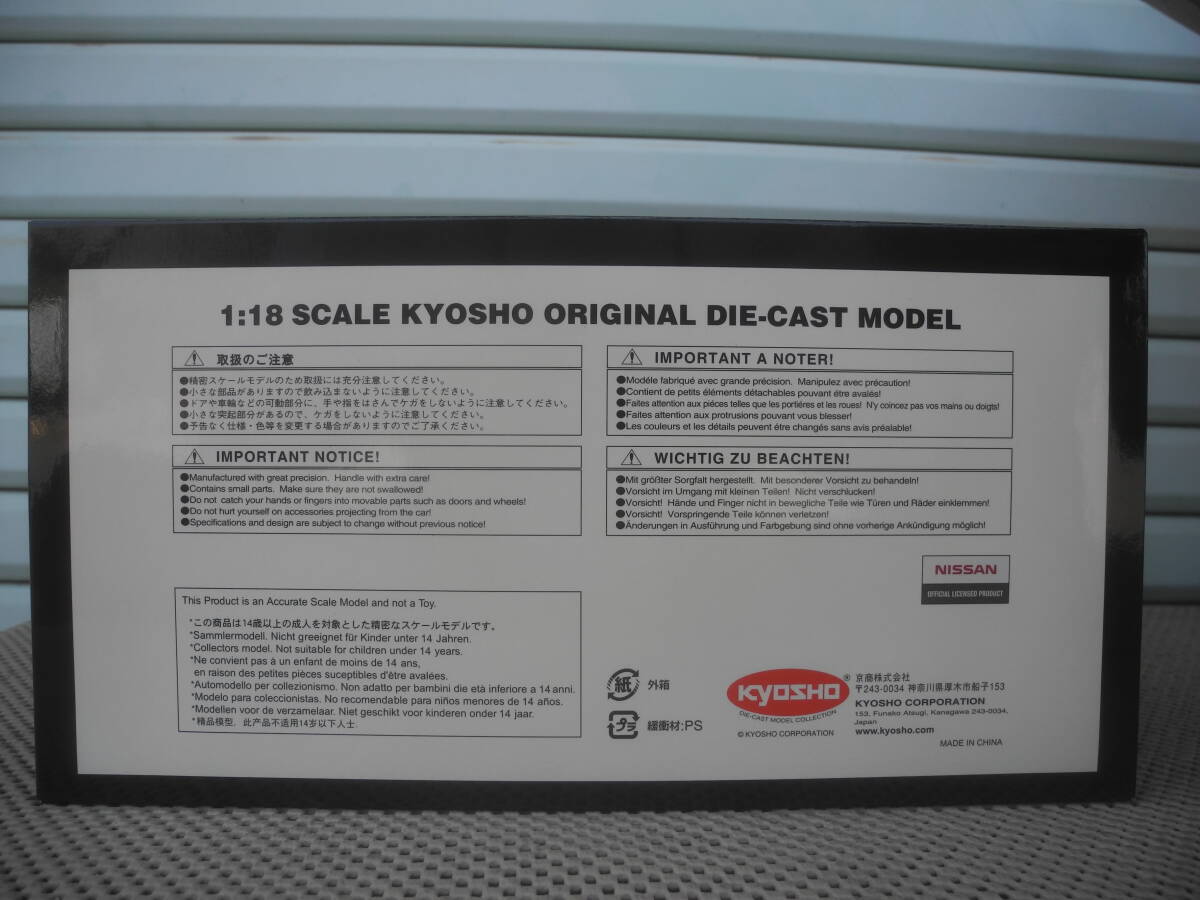 1:18 SCALE KYOSHO ORIGINAL DIE-CAST MODEL
取扱のご注意
●精密スケールモデルのため取扱には充分注意してください。
●小さな部品がありますので飲み込まないように注意してください。
●ドアや車輪などの可動部分に、手や指をはさんでケガをしないように注意してください。
●小さな突起部分があるので、ケガをしないように注意してください。
●予告なく仕様・色等を変更する場合がありますのでご了承ください。
IMPORTANT NOTICE!
●Manufactured with great precision. Handle with extra care!
●Contains small parts. Make sure they are not swallowed!
●Do not catch your hands or fingers into movable parts such as doors and wheels!
●Do not hurt yourself on accessories projecting from the car!
●Specifications and design are subject to change without previous notice!
IMPORTANT A NOTER!
●Modéle fabriqué avec grande précision. Manipulez avec précaution!
●Contient de petits éléments détachables pouvant étre avalés!
●Faites attention aux piéces telles que les portiéres et les roues! N'y coincez pas vos mains ou doigts!
●Faites attention aux protrusions pouvant vous blesser!
●Les couleurs et les détails peuvent étre changés sans avis préalable!
WICHTIG ZU BEACHTEN!
●Mit größter Sorgfalt hergestellt. Mit besonderer Vorsicht zu behandeln!
●Vorsicht im Umgang mit kleinen Teilen! Nicht verschlucken!
●Vorsicht! Hände und Finger nicht in bewegliche Teile wie Türen und Räder einklemmen!
●Vorsicht! Vorspringende Teile können verletzen!
●Änderungen in Ausführung und Farbgebung sind ohne vorherige Ankündigung möglich!
NISSAN
OFFICIAL LICENSED PRODUCT
This Product is an Accurate Scale Model and not a Toy.
*この商品は14歳以上の成人を対象とした精密なスケールモデルです。
*Sammlermodell. Nicht greeignet für Kinder unter 14 Jahren.
*Collectors model. Not suitable for children under 14 years.
*Ne convient pas à un enfant de moins de 14 ans,
en raison des petites pièces suceptibles d'être avalées.
*Automodello per collezionismo. Non adatto per bambini die età inferiore a 14 anni.
*Modelo para coleccionistas. No recomendable para niños menores de 14 años.
*Modellen voor de verzamelaar. Niet geschikt voor kinderen onder 14 jaar.
*精品模型，此产品不适用14岁以下人士.
紙 外箱
プラ 緩衝材:PS
KYOSHO ®
DIE-CAST MODEL COLLECTION
© KYOSHO CORPORATION
京商株式会社
〒243-0034 神奈川県厚木市船子153
KYOSHO CORPORATION
153, Funako Atsugi, Kanagawa 243-0034,
Japan
www.kyosho.com
MADE IN CHINA